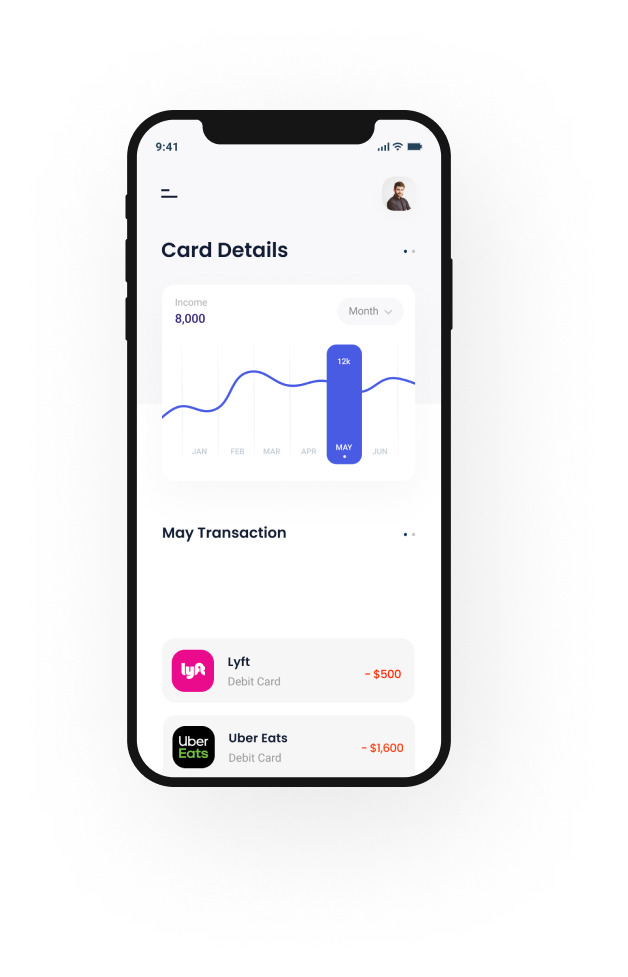 9:41
Card Details
Income
8,000
Month
12k
JAN FEB MAR APR MAY JUN
May Transaction
lyft
Lyft
Debit Card
- $500
Uber
Eats
Uber Eats
Debit Card
- $1,600